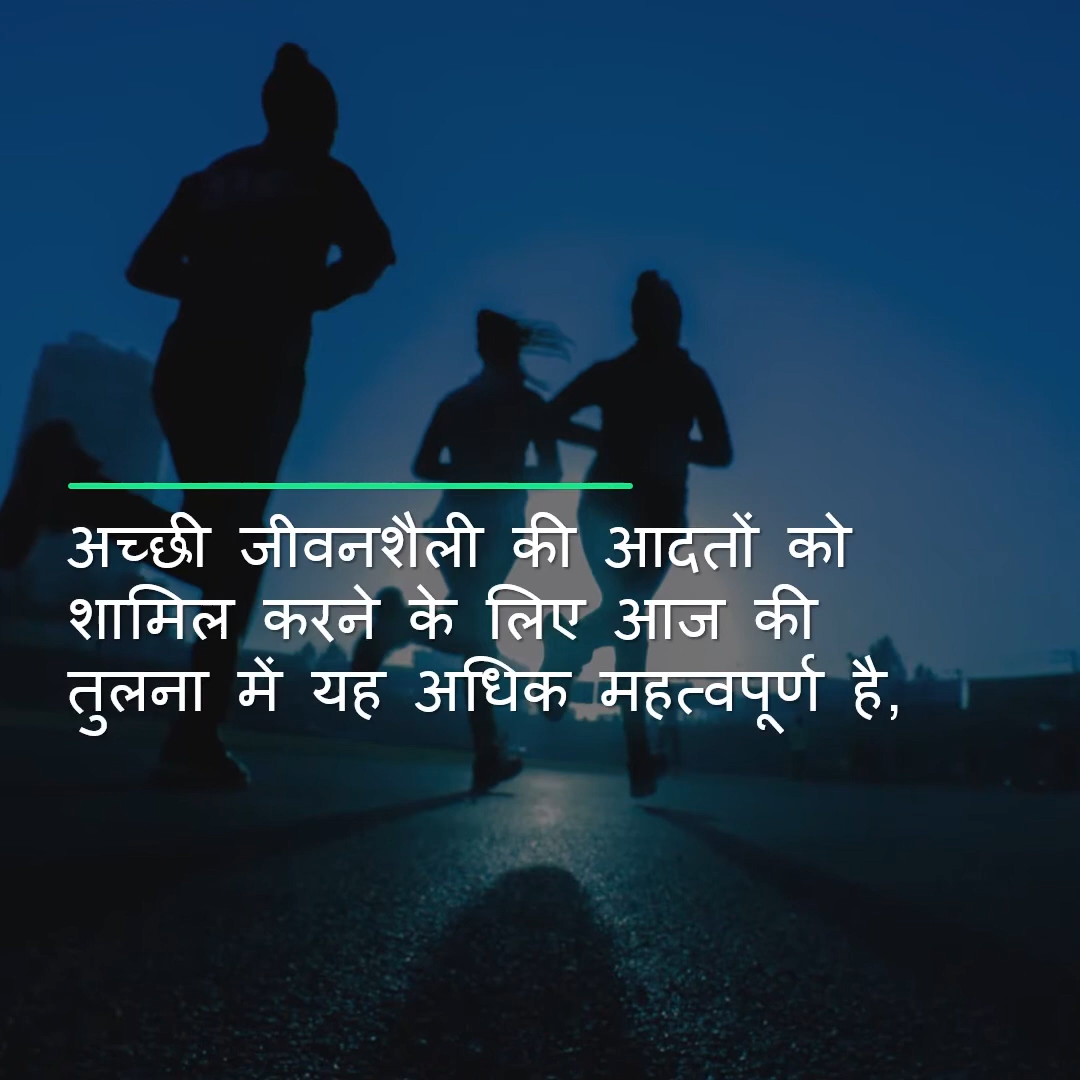 अच्छी जीवनशैली की आदतों को
शामिल करने के लिए आज की
तुलना में यह अधिक महत्वपूर्ण है,